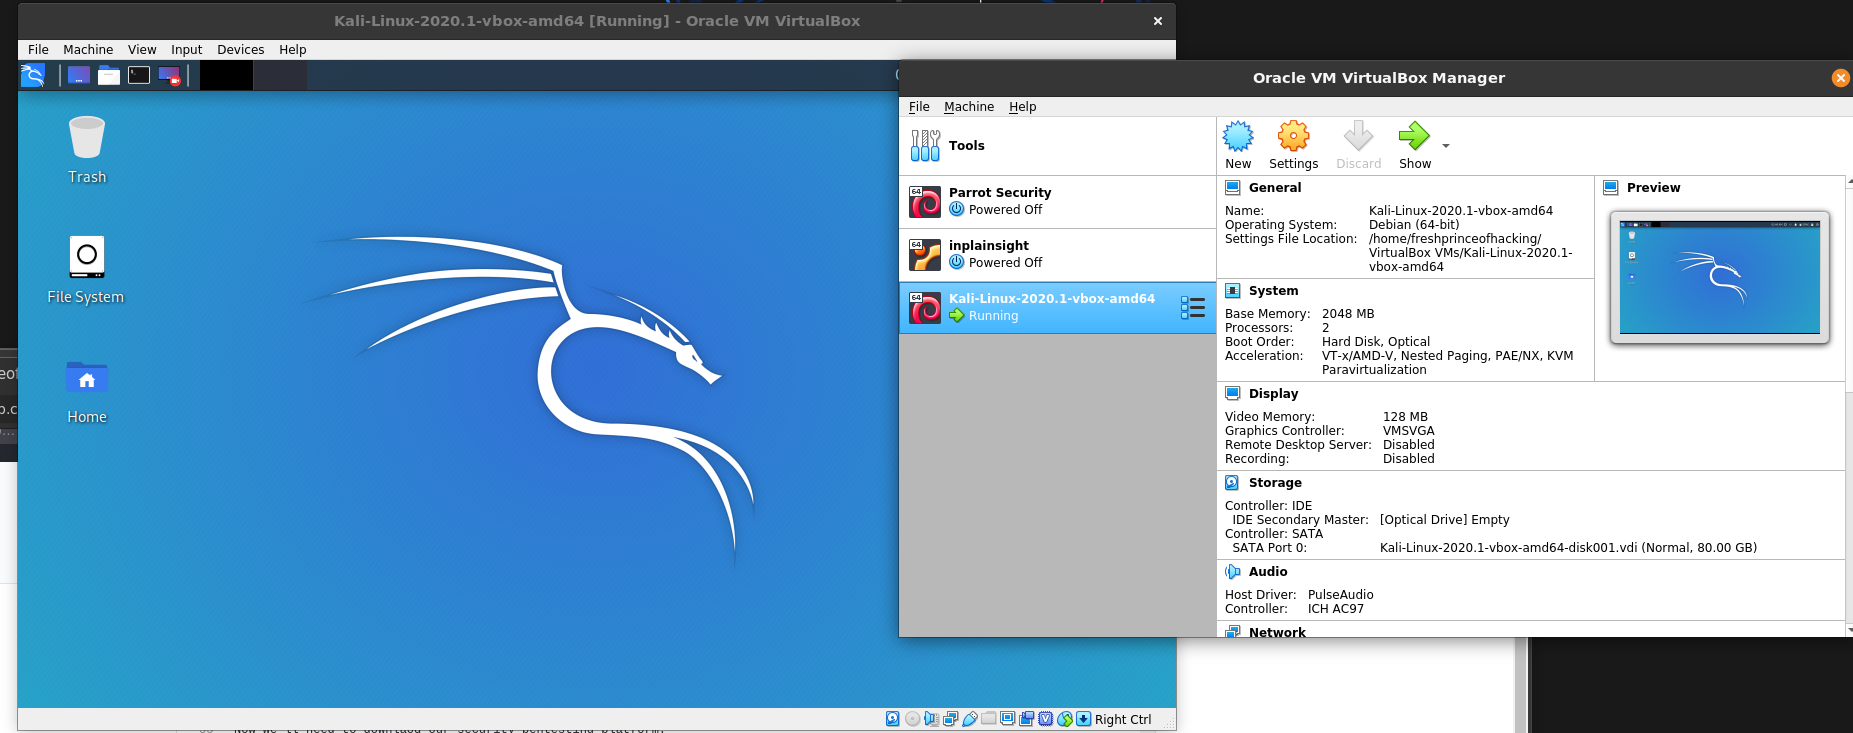 Kali-Linux-2020.1-vbox-amd64 [Running] - Oracle VM VirtualBox
File Machine View Input Devices Help
Trash
File System
Home
Right Ctrl
Oracle VM VirtualBox Manager
File Machine Help
Tools
New Settings Discard Show
Parrot Security
Powered Off
inplainsight
Powered Off
Kali-Linux-2020.1-vbox-amd64
Running
General
Name: Kali-Linux-2020.1-vbox-amd64
Operating System: Debian (64-bit)
Settings File Location: /home/freshprinceofhacking/
VirtualBox VMs/Kali-Linux-2020.1-
vbox-amd64
Preview
System
Base Memory: 2048 MB
Processors: 2
Boot Order: Hard Disk, Optical
Acceleration: VT-x/AMD-V, Nested Paging, PAE/NX, KVM
Paravirtualization
Display
Video Memory: 128 MB
Graphics Controller: VMSVGA
Remote Desktop Server: Disabled
Recording: Disabled
Storage
Controller: IDE
IDE Secondary Master: [Optical Drive] Empty
Controller: SATA
SATA Port 0: Kali-Linux-2020.1-vbox-amd64-disk001.vdi (Normal, 80.00 GB)
Audio
Host Driver: PulseAudio
Controller: ICH AC97
Network